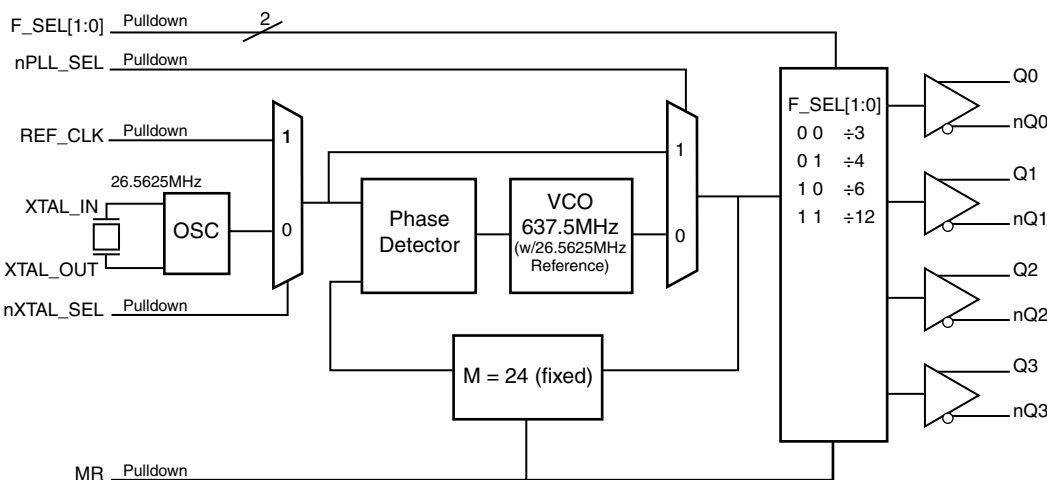 F_SEL[1:0] Pulldown 2
nPLL_SEL Pulldown
REF_CLK Pulldown
26.5625MHz
XTAL_IN
XTAL_OUT
OSC
nXTAL_SEL Pulldown
1
0
Phase
Detector
VCO
637.5MHz
(w/26.5625MHz
Reference)
1
0
M = 24 (fixed)
MR Pulldown
F_SEL[1:0]
0 0 ÷3
0 1 ÷4
1 0 ÷6
1 1 ÷12
Q0
nQ0
Q1
nQ1
Q2
nQ2
Q3
nQ3